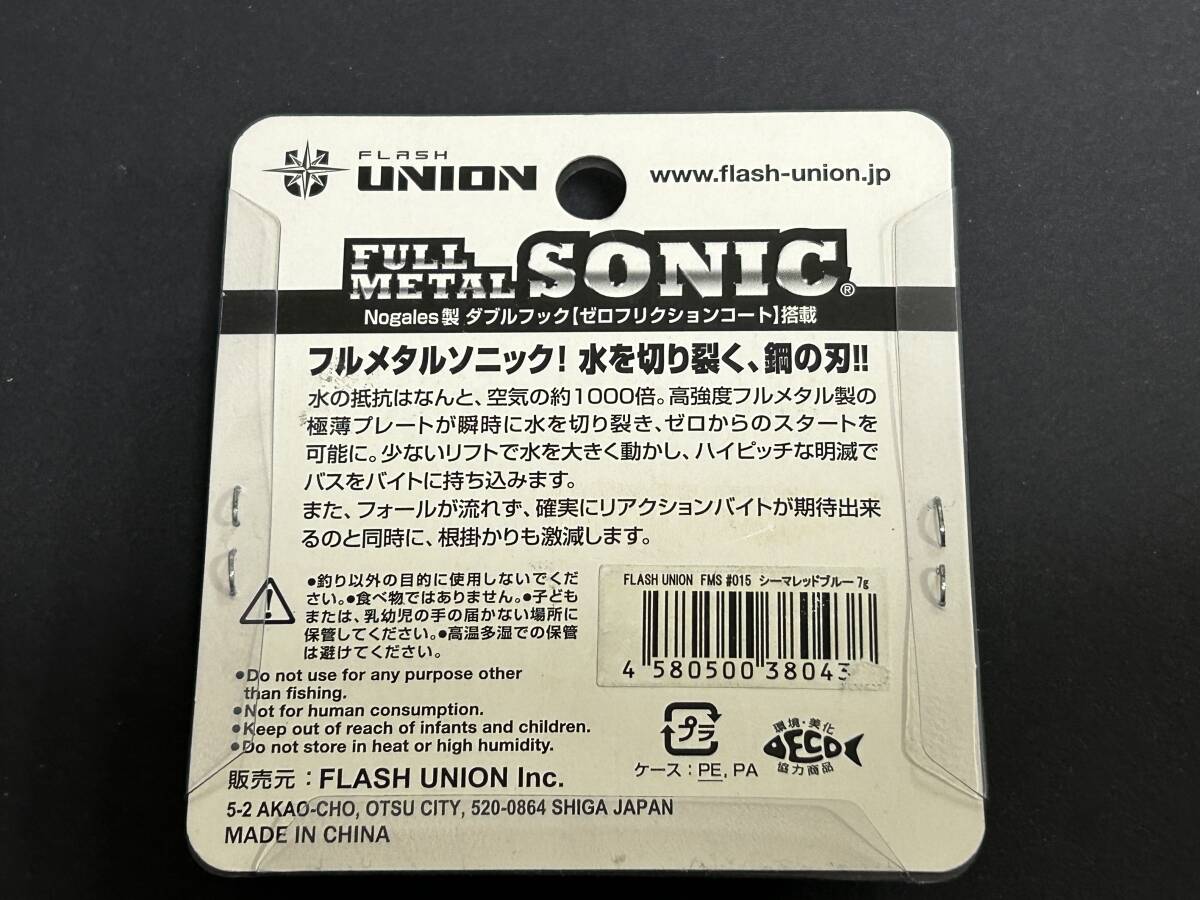 FLASH
UNION
www.flash-union.jp
FULL
METAL SONIC®
Nogales製 ダブルフック【ゼロフリクションコート】搭載
フルメタルソニック! 水を切り裂く、鋼の刃!!
水の抵抗はなんと、空気の約1000倍。高強度フルメタル製の
極薄プレートが瞬時に水を切り裂き、ゼロからのスタートを
可能に。少ないリフトで水を大きく動かし、ハイピッチな明滅で
バスをバイトに持ち込みます。
また、フォールが流れず、確実にリアクションバイトが期待出来
るのと同時に、根掛かりも激減します。
●釣り以外の目的に使用しないでくだ
さい。●食べ物ではありません。●子ども
または、乳幼児の手の届かない場所に
保管してください。●高温多湿での保管
は避けてください。
●Do not use for any purpose other
than fishing.
●Not for human consumption.
●Keep out of reach of infants and children.
●Do not store in heat or high humidity.
FLASH UNION FMS #015 シーマレッドブルー 7g
4 580500 38043
プラ
ケース：PE, PA
環境・美化
ECO
協力商品
販売元：FLASH UNION Inc.
5-2 AKAO-CHO, OTSU CITY, 520-0864 SHIGA JAPAN
MADE IN CHINA